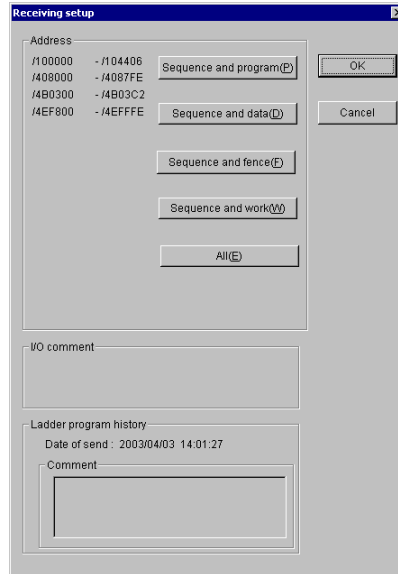 Receiving setup
Address
/100000 - /104406
/408000 - /4087FE
/4B0300 - /4B03C2
/4EF800 - /4EFFFE
Sequence and program(P)
Sequence and data(D)
Sequence and fence(F)
Sequence and work(W)
All(E)
OK
Cancel
I/O comment
Ladder program history
Date of send : 2003/04/03 14:01:27
Comment